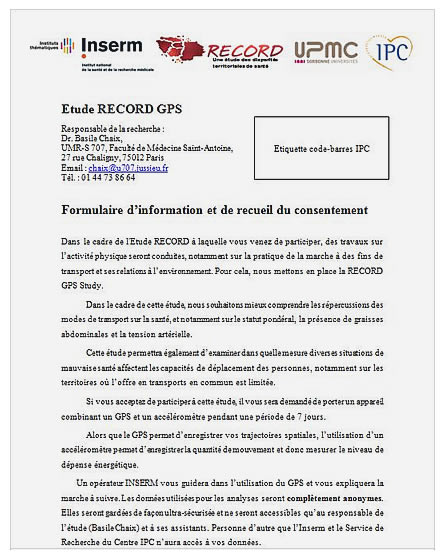 instituts
thématiques
Inserm
Institut national
de la santé et de la recherche médicale
RECORD
Une étude des disparités
territoriales de santé
UPMC
SORBONNE UNIVERSITÉS
IPC
Etude RECORD GPS
Responsable de la recherche :
Dr. Basile Chaix,
UMR-S 707, Faculté de Médecine Saint-Antoine,
27 rue Chaligny, 75012 Paris
Email : chaix@u707.jussieu.fr
Tél. : 01 44 73 86 64
Etiquette code-barres IPC
Formulaire d'information et de recueil du consentement
Dans le cadre de l'Etude RECORD à laquelle vous venez de participer, des travaux sur
l'activité physique seront conduites, notamment sur la pratique de la marche à des fins de
transport et ses relations à l'environnement. Pour cela, nous mettons en place la RECORD
GPS Study.
Dans le cadre de cette étude, nous souhaitons mieux comprendre les répercussions des
modes de transport sur la santé, et notamment sur le statut pondéral, la présence de graisses
abdominales et la tension artérielle.
Cette étude permettra également d'examiner dans quelle mesure diverses situations de
mauvaise santé affectent les capacités de déplacement des personnes, notamment sur les
territoires où l'offre en transports en commun est limitée.
Si vous acceptez de participer à cette étude, il vous sera demandé de porter un appareil
combinant un GPS et un accéléromètre pendant une période de 7 jours.
Alors que le GPS permet d'enregistrer vos trajectoires spatiales, l'utilisation d'un
accéléromètre permet d'enregistrer la quantité de mouvement et donc mesurer le niveau de
dépense énergétique.
Un opérateur INSERM vous guidera dans l'utilisation du GPS et vous expliquera la
marche à suivre. Les données utilisées pour les analyses seront complètement anonymes.
Elles seront gardées de façon ultra-sécurisée et ne seront accessibles qu'au responsable de
l'étude (Basile Chaix) et à ses assistants. Personne d'autre que l'Inserm et le Service de
Recherche du Centre IPC n'aura accès à vos données.